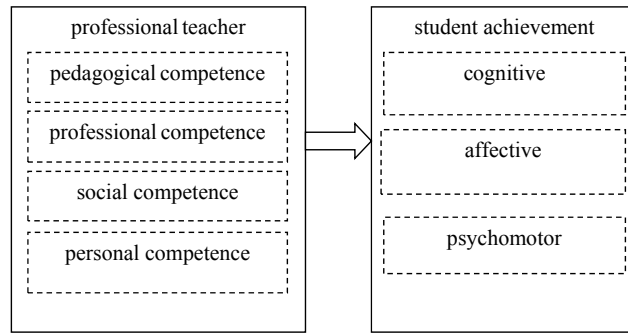 professional teacher
pedagogical competence
professional competence
social competence
personal competence
student achievement
cognitive
affective
psychomotor